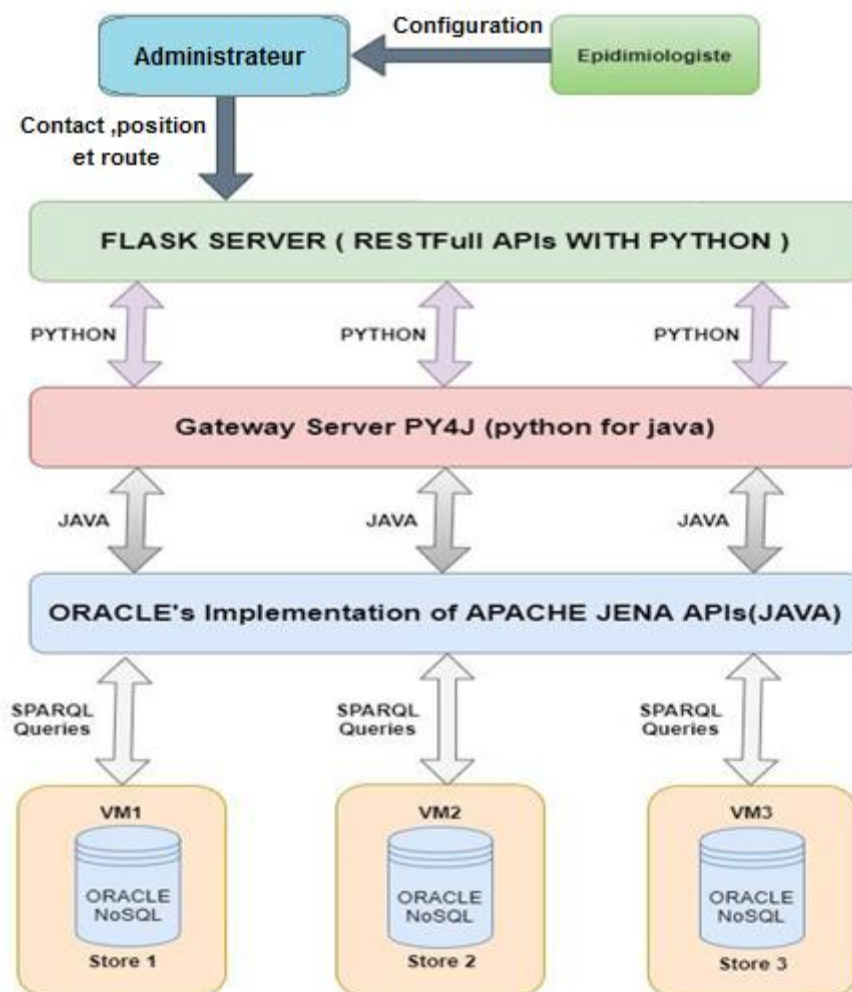 Configuration
Administrateur
Epidimiologiste
Contact ,position
et route
FLASK SERVER ( RESTFull APIs WITH PYTHON )
PYTHON
PYTHON
PYTHON
Gateway Server PY4J (python for java)
JAVA
JAVA
JAVA
ORACLE's Implementation of APACHE JENA APIs(JAVA)
SPARQL
Queries
SPARQL
Queries
SPARQL
Queries
VM1
ORACLE
NoSQL
Store 1
VM2
ORACLE
NoSQL
Store 2
VM3
ORACLE
NoSQL
Store 3